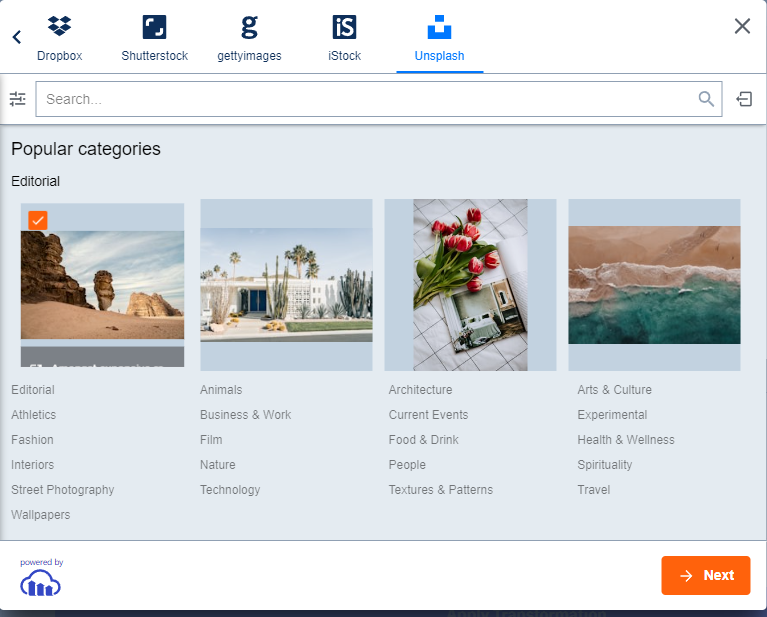 Dropbox Shutterstock gettyimages iStock Unsplash
Search...
Popular categories
Editorial
Editorial Animals Architecture Arts & Culture
Athletics Business & Work Current Events Experimental
Fashion Film Food & Drink Health & Wellness
Interiors Nature People Spirituality
Street Photography Technology Textures & Patterns Travel
Wallpapers
powered by
Next